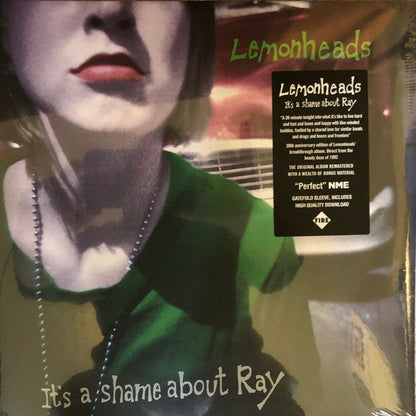 Lemonheads
Lemonheads
It's a shame about Ray
"A 30-minute insight into what it's like to live hard
and fast and loose and happy with like-minded
buddies, fuelled by a shared love for similar bands
and drugs and booze and freedom"
30th anniversary edition of Lemonheads'
breakthrough album. Direct from the
heady daze of 1992
THE ORIGINAL ALBUM REMASTERED
WITH A WEALTH OF BONUS MATERIAL
"Perfect" NME
GATEFOLD SLEEVE, INCLUDES
HIGH QUALITY DOWNLOAD
FIRE
It's a shame about Ray